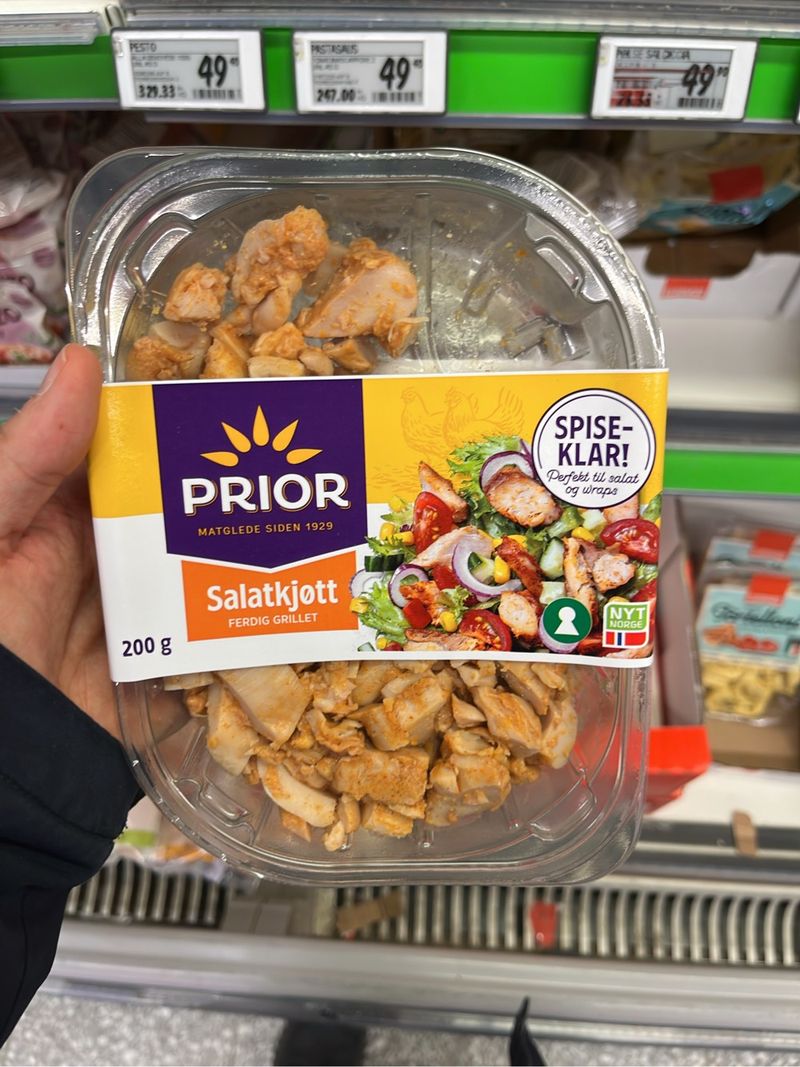 PESTO
49
329.33
PASTASAUS
49
247.00
49 90
SPISE-
KLAR!
Perfekt til salat
og wraps
PRIOR
MATGLEDE SIDEN 1929
Salatkjøtt
FERDIG GRILLET
200 g
NYT
NORGE